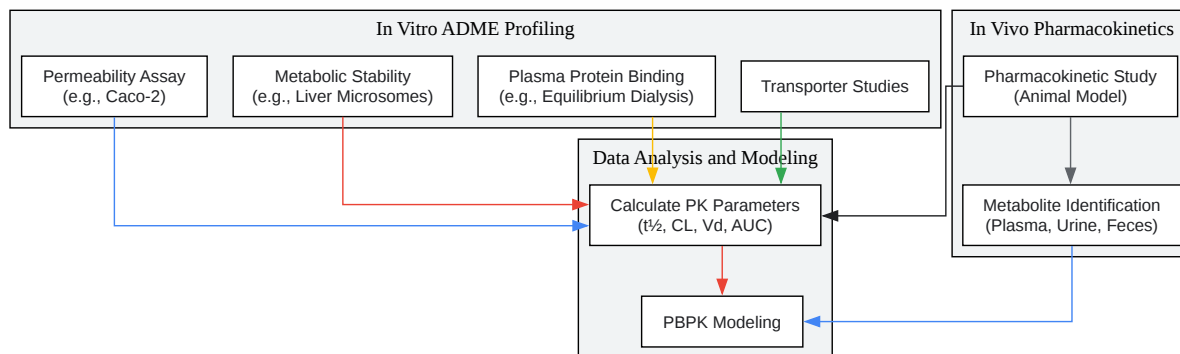 In Vitro ADME Profiling
Permeability Assay
(e.g., Caco-2)
Metabolic Stability
(e.g., Liver Microsomes)
Plasma Protein Binding
(e.g., Equilibrium Dialysis)
Transporter Studies
In Vivo Pharmacokinetics
Pharmacokinetic Study
(Animal Model)
Metabolite Identification
(Plasma, Urine, Feces)
Data Analysis and Modeling
Calculate PK Parameters
(t½, CL, Vd, AUC)
PBPK Modeling